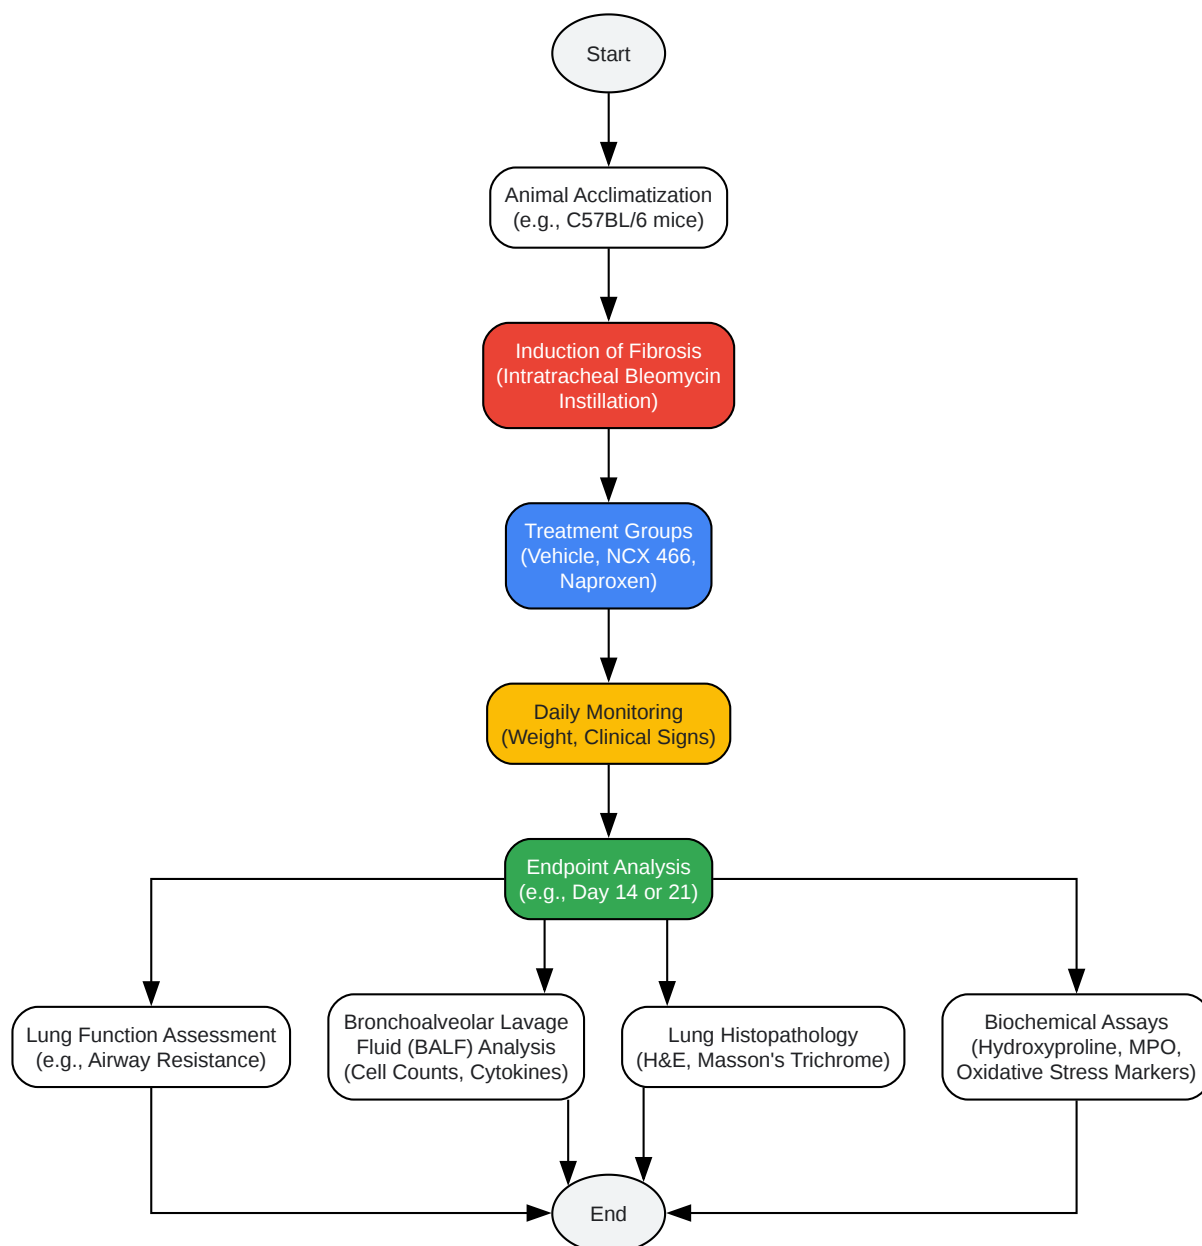 Start
Animal Acclimatization
(e.g., C57BL/6 mice)
Induction of Fibrosis
(Intratracheal Bleomycin
Instillation)
Treatment Groups
(Vehicle, NCX 466,
Naproxen)
Daily Monitoring
(Weight, Clinical Signs)
Endpoint Analysis
(e.g., Day 14 or 21)
Lung Function Assessment
(e.g., Airway Resistance)
Bronchoalveolar Lavage
Fluid (BALF) Analysis
(Cell Counts, Cytokines)
Lung Histopathology
(H&E, Masson's Trichrome)
Biochemical Assays
(Hydroxyproline, MPO,
Oxidative Stress Markers)
End